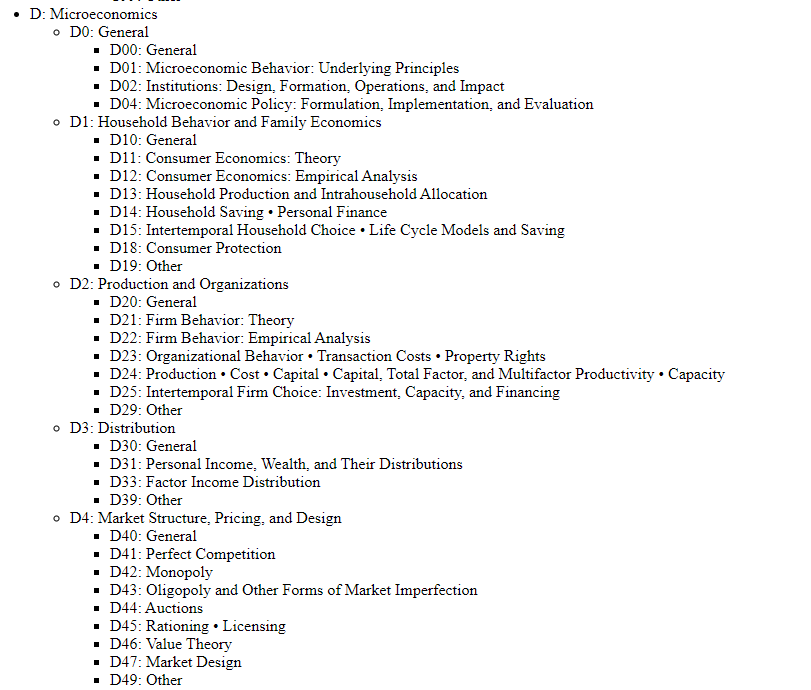 D: Microeconomics
D0: General
D00: General
D01: Microeconomic Behavior: Underlying Principles
D02: Institutions: Design, Formation, Operations, and Impact
D04: Microeconomic Policy: Formulation, Implementation, and Evaluation
D1: Household Behavior and Family Economics
D10: General
D11: Consumer Economics: Theory
D12: Consumer Economics: Empirical Analysis
D13: Household Production and Intrahousehold Allocation
D14: Household Saving • Personal Finance
D15: Intertemporal Household Choice • Life Cycle Models and Saving
D18: Consumer Protection
D19: Other
D2: Production and Organizations
D20: General
D21: Firm Behavior: Theory
D22: Firm Behavior: Empirical Analysis
D23: Organizational Behavior • Transaction Costs • Property Rights
D24: Production • Cost • Capital • Capital, Total Factor, and Multifactor Productivity • Capacity
D25: Intertemporal Firm Choice: Investment, Capacity, and Financing
D29: Other
D3: Distribution
D30: General
D31: Personal Income, Wealth, and Their Distributions
D33: Factor Income Distribution
D39: Other
D4: Market Structure, Pricing, and Design
D40: General
D41: Perfect Competition
D42: Monopoly
D43: Oligopoly and Other Forms of Market Imperfection
D44: Auctions
D45: Rationing • Licensing
D46: Value Theory
D47: Market Design
D49: Other